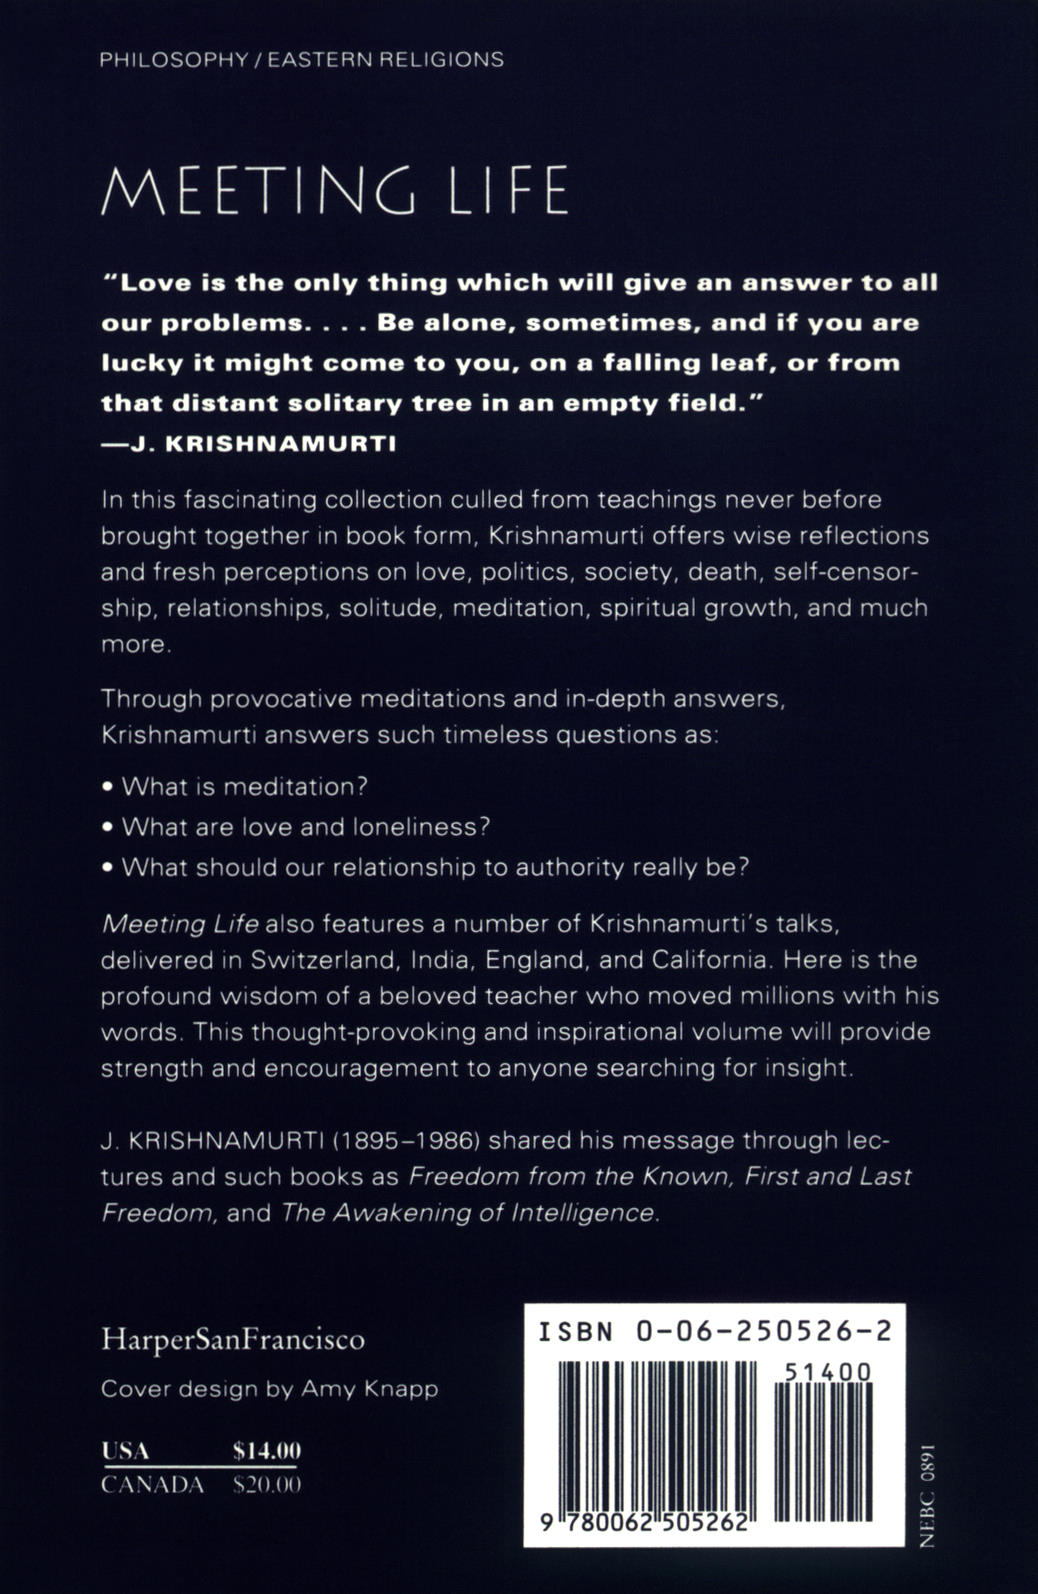 PHILOSOPHY / EASTERN RELIGIONS
MEETING LIFE
“Love is the only thing which will give an answer to all
our problems. . . . Be alone, sometimes, and if you are
lucky it might come to you, on a falling leaf, or from
that distant solitary tree in an empty field.”
—J. KRISHNAMURTI
In this fascinating collection culled from teachings never before
brought together in book form, Krishnamurti offers wise reflections
and fresh perceptions on love, politics, society, death, self-censor-
ship, relationships, solitude, meditation, spiritual growth, and much
more.
Through provocative meditations and in-depth answers,
Krishnamurti answers such timeless questions as:
• What is meditation?
• What are love and loneliness?
• What should our relationship to authority really be?
Meeting Life also features a number of Krishnamurti's talks,
delivered in Switzerland, India, England, and California. Here is the
profound wisdom of a beloved teacher who moved millions with his
words. This thought-provoking and inspirational volume will provide
strength and encouragement to anyone searching for insight.
J. KRISHNAMURTI (1895–1986) shared his message through lec-
tures and such books as Freedom from the Known, First and Last
Freedom, and The Awakening of Intelligence.
HarperSanFrancisco
Cover design by Amy Knapp
USA $14.00
CANADA $20.00
ISBN 0-06-250526-2
51400
9 780062 505262
NEBC 0891